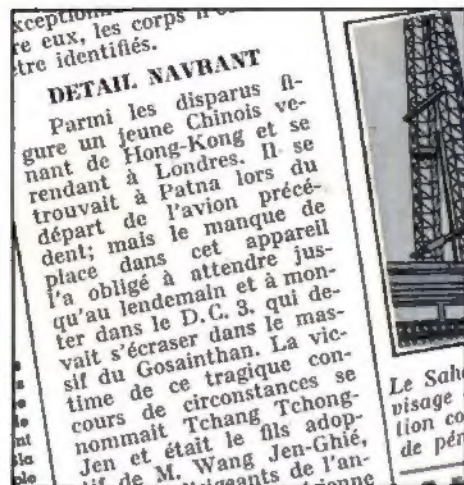 re eux, les corps n'
être identifiés.
DETAIL NAVRANT
Parmi les disparus fi-
gure un jeune Chinois ve-
nant de Hong-Kong et se
rendant à Londres. Il se
trouvait à Patna lors du
départ de l'avion précé-
dent; mais le manque de
place dans cet appareil
l'a obligé à attendre jus-
qu'au lendemain et à mon-
ter dans le D.C.3. qui de-
vait s'écraser dans le mas-
sif du Gosainthan. La vic-
time de ce tragique con-
cours de circonstances se
nommait Tchang Tchong-
Jen et était le fils adop-
tif de M. Wang Jen-Ghié,
dirigeants de l'an-
Le Saha
visage
tion co
de pé